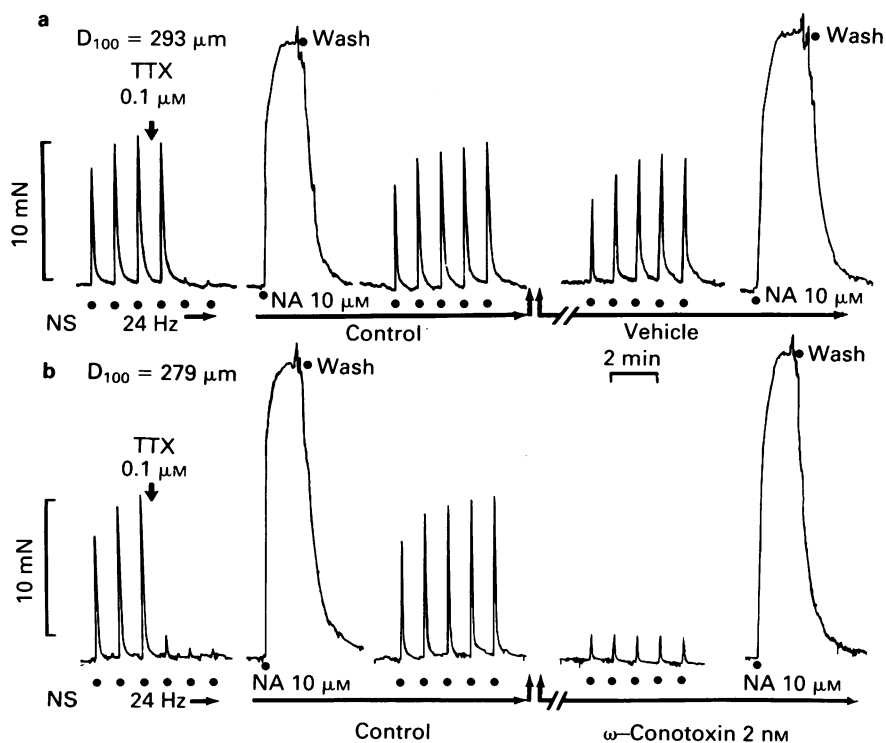 a
D₁₀₀ = 293 μm
TTX
0.1 μM
Wash
Wash
10 mN
NA 10 μM
NA 10 μM
NS 24 Hz
Control
Vehicle
2 min
b
D₁₀₀ = 279 μm
TTX
0.1 μM
Wash
Wash
10 mN
NA 10 μM
NA 10 μM
NS 24 Hz
Control
ω–Conotoxin 2 nM